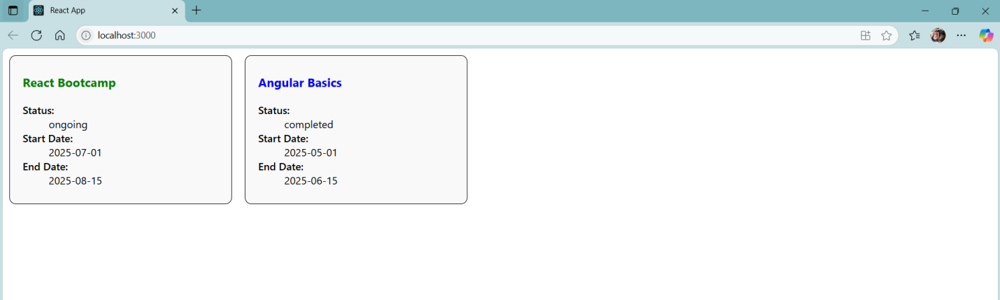 React App
localhost:3000
React Bootcamp
Status:
ongoing
Start Date:
2025-07-01
End Date:
2025-08-15
Angular Basics
Status:
completed
Start Date:
2025-05-01
End Date:
2025-06-15